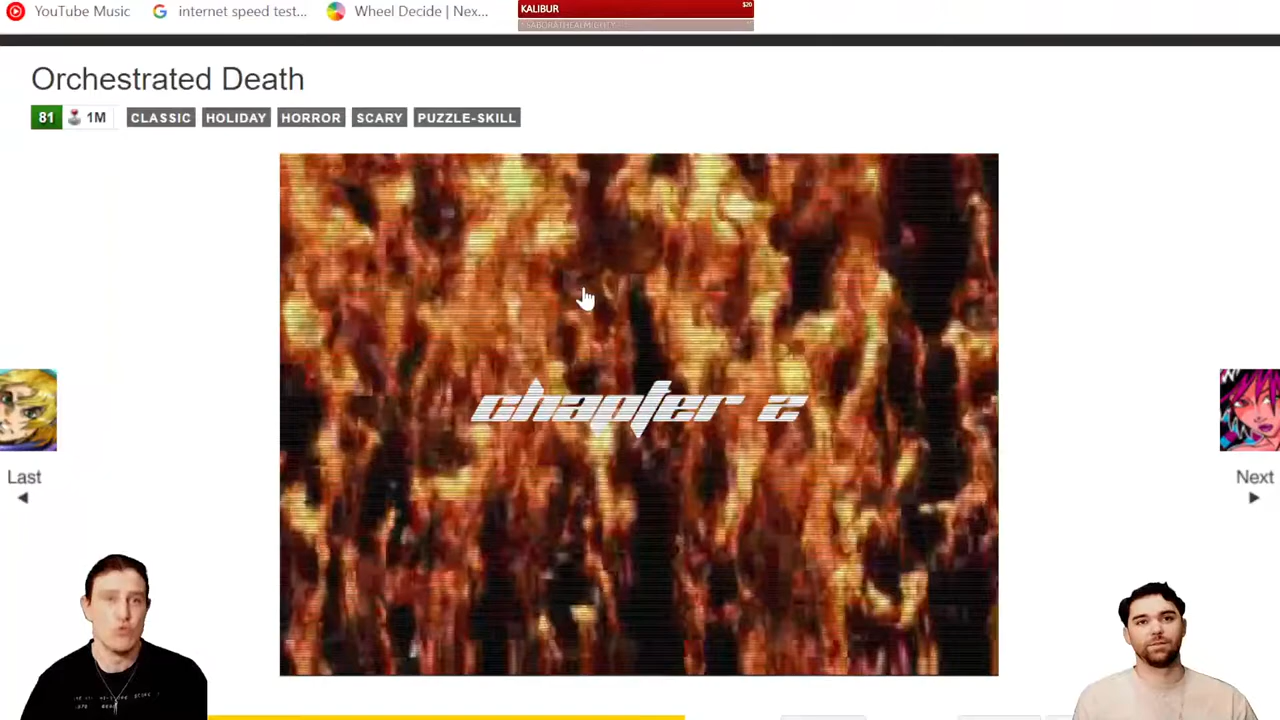 YouTube Music
internet speed test...
Wheel Decide | Nex...
KALIBUR
$20
Orchestrated Death
81
1M
CLASSIC
HOLIDAY
HORROR
SCARY
PUZZLE-SKILL
chapter 2
Last
Next